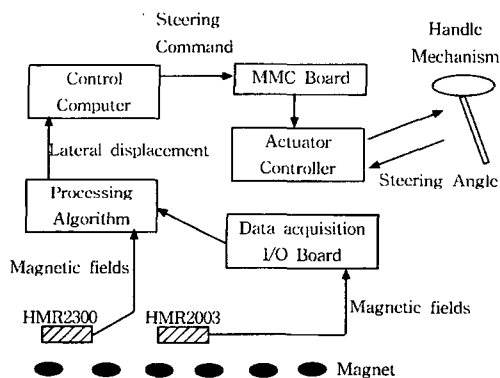 Steering
Command
Handle
Mechanism
Control
Computer
MMC Board
Lateral displacement
Actuator
Controller
Steering Angle
Processing
Algorithm
Data acquisition
I/O Board
Magnetic fields
Magnetic fields
HMR2300
HMR2003
Magnet